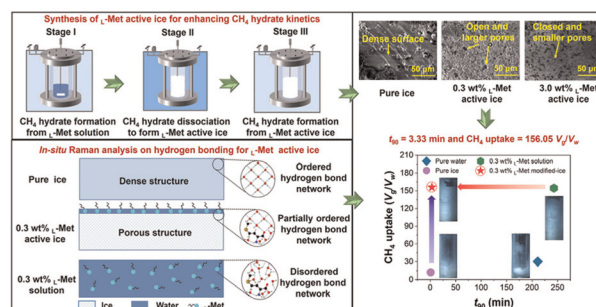 Synthesis of L-Met active ice for enhancing CH4 hydrate kinetics
Stage I
Stage II
Stage III
CH4 hydrate formation
from L-Met solution
CH4 hydrate dissociation
to form L-Met active ice
CH4 hydrate formation
from L-Met active ice
Dense surface
50 μm
Open and
larger pores
50 μm
Closed and
smaller pores
50 μm
Pure ice
0.3 wt% L-Met
active ice
3.0 wt% L-Met
active ice
In-situ Raman analysis on hydrogen bonding for L-Met active ice
Pure ice
Dense structure
Ordered
hydrogen bond
network
0.3 wt% L-Met
active ice
Porous structure
Partially ordered
hydrogen bond
network
0.3 wt% L-Met
solution
Disordered
hydrogen bond
network
Ice
Water
L-Met
t90 = 3.33 min and CH4 uptake = 156.05 Vg/Vw
Pure water
0.3 wt% L-Met solution
Pure ice
0.3 wt% L-Met modified-ice
CH4 uptake (Vg/Vw)
210
180
150
120
90
60
30
0
0 50 100 150 200 250
t90 (min)